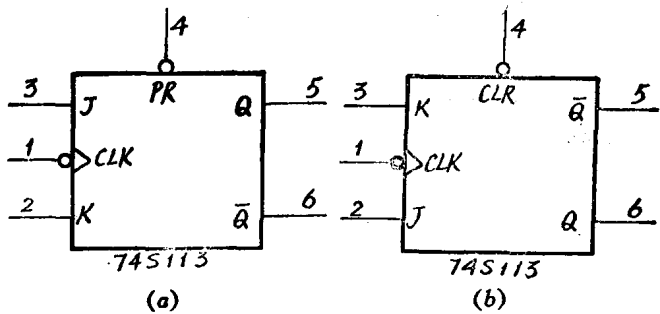 4
3 J PR Q 5
1 CLK
2 K Q̅ 6
74S113
(a)
4
3 K CLR Q̅ 5
1 CLK
2 J Q 6
74S113
(b)